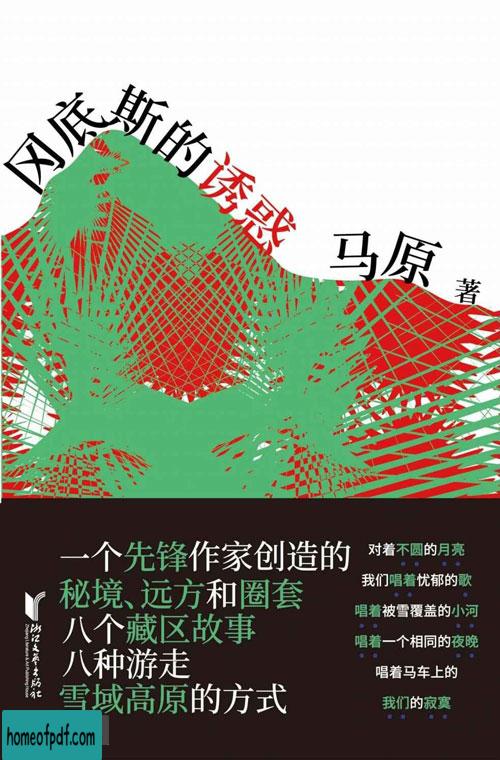 冈底斯的诱惑
马原 著
一个先锋作家创造的
秘境、远方和圈套
八个藏区故事
八种游走
雪域高原的方式
对着不圆的月亮
我们唱着忧郁的歌
唱着被雪覆盖的小河
唱着一个相同的夜晚
唱着马车上的
我们的寂寞
浙江文艺出版社
homeofpdf.com